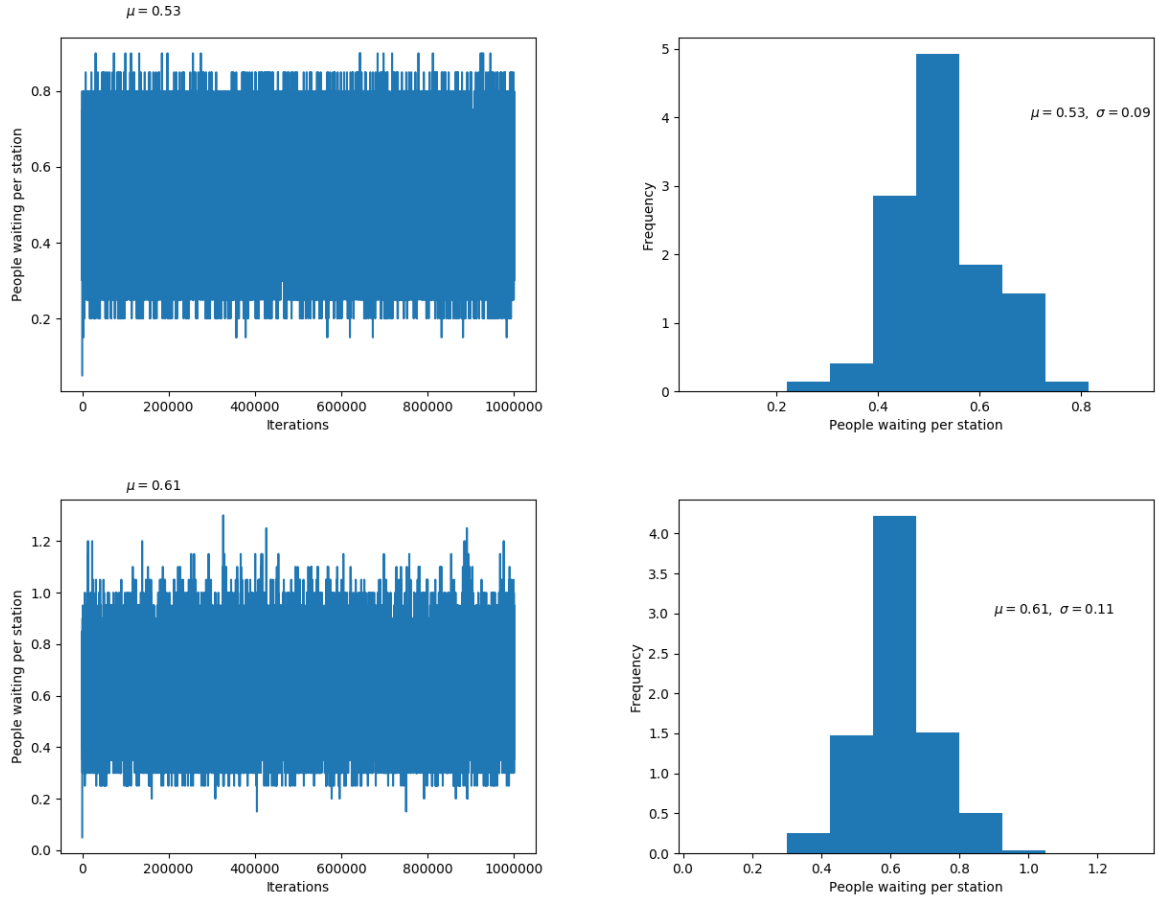 μ = 0.53
0.8
0.6
0.4
0.2
People waiting per station
0 200000 400000 600000 800000 1000000
Iterations
5
4
3
2
1
0
Frequency
μ = 0.53, σ = 0.09
0.2 0.4 0.6 0.8
People waiting per station
μ = 0.61
1.2
1.0
0.8
0.6
0.4
0.2
0.0
People waiting per station
0 200000 400000 600000 800000 1000000
Iterations
4.0
3.5
3.0
2.5
2.0
1.5
1.0
0.5
0.0
Frequency
μ = 0.61, σ = 0.11
0.0 0.2 0.4 0.6 0.8 1.0 1.2
People waiting per station